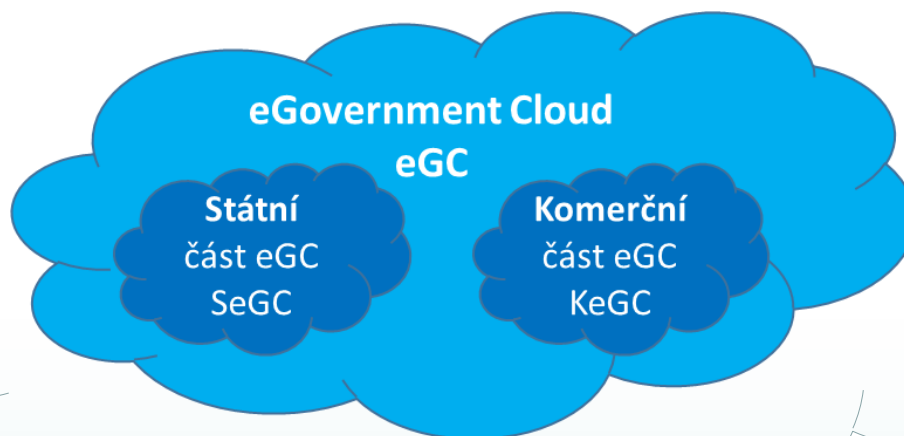 eGovernment Cloud
eGC
Státní
část eGC
SeGC
Komerční
část eGC
KeGC